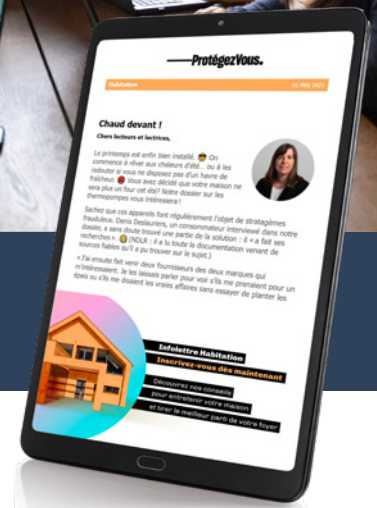 ProtégezVous.
Habitation
Chaud devant !
Chers lecteurs et lectrices,
Le printemps est enfin bien installé. 😎 On
commence à rêver aux chaleurs d'été… ou à les
redouter si vous ne disposez pas d'un havre de
fraîcheur. 🥵 Vous avez décidé que votre maison ne
sera plus un four cet été? Notre dossier sur les
thermopompes vous intéressera !
Sachez que ces appareils font régulièrement l'objet de stratagèmes
frauduleux. Denis Deslauriers, un consommateur interviewé dans notre
dossier, a sans doute trouvé une partie de la solution : il « a fait ses
recherches ». 🧐 (NDLR : il a lu toute la documentation venant de
sources fiables qu'il a pu trouver sur le sujet.)
« J'ai ensuite fait venir deux fournisseurs des deux marques qui
m'intéressaient. Je les laissais parler pour voir s'ils me prenaient pour un
épais ou s'ils me disaient les vraies affaires sans essayer de planter les
Infolettre Habitation
Inscrivez-vous dès maintenant
Découvrez nos conseils
pour entretenir votre maison
et tirer le meilleur parti de votre foyer